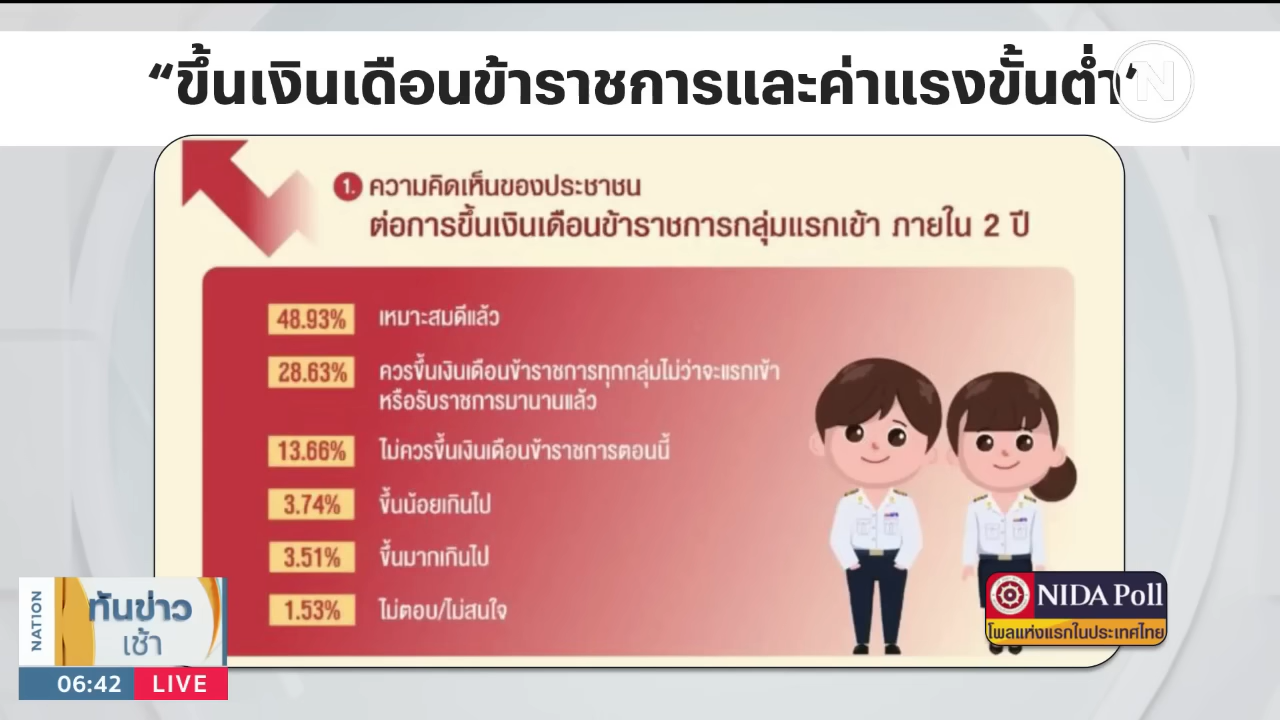 “ขึ้นเงินเดือนข้าราชการและค่าแรงขั้นต่ำ”
N
1. ความคิดเห็นของประชาชน
ต่อการขึ้นเงินเดือนข้าราชการกลุ่มแรกเข้า ภายใน 2 ปี
48.93% เหมาะสมดีแล้ว
28.63% ควรขึ้นเงินเดือนข้าราชการทุกกลุ่มไม่ว่าจะแรกเข้า
หรือรับราชการมานานแล้ว
13.66% ไม่ควรขึ้นเงินเดือนข้าราชการตอนนี้
3.74% ขึ้นน้อยเกินไป
3.51% ขึ้นมากเกินไป
1.53% ไม่ตอบ/ไม่สนใจ
NIDA Poll
โพลแห่งแรกในประเทศไทย
NATION
ทันข่าว
เช้า
06:42 LIVE